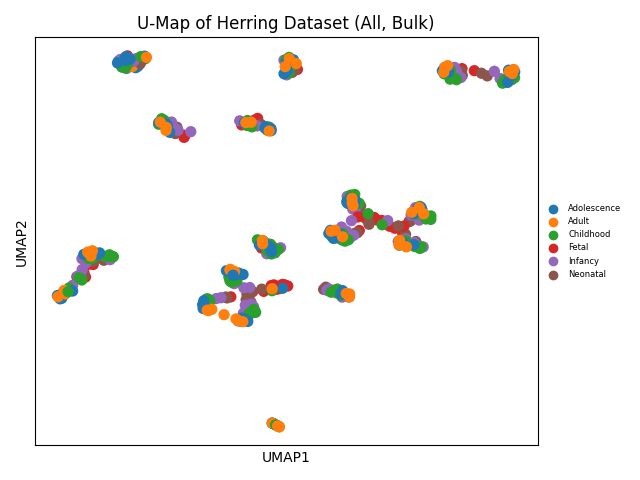 U-Map of Herring Dataset (All, Bulk)
UMAP2
Adolescence
Adult
Childhood
Fetal
Infancy
Neonatal
UMAP1